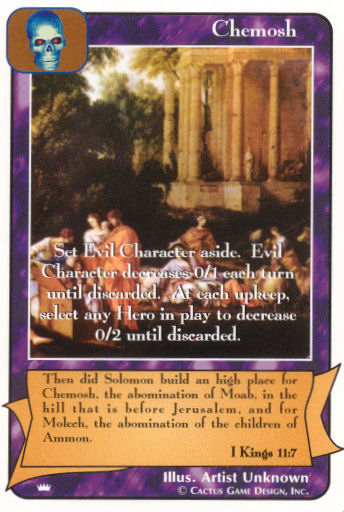 Chemosh
Set Evil Character aside. Evil
Character decreases 0/1 each turn
until discarded. At each upkeep,
select any Hero in play to decrease
0/2 until discarded.
Then did Solomon build an high place for
Chemosh, the abomination of Moab, in the
hill that is before Jerusalem, and for
Molech, the abomination of the children of
Ammon.
I Kings 11:7
Illus. Artist Unknown
© Cactus Game Design, Inc.